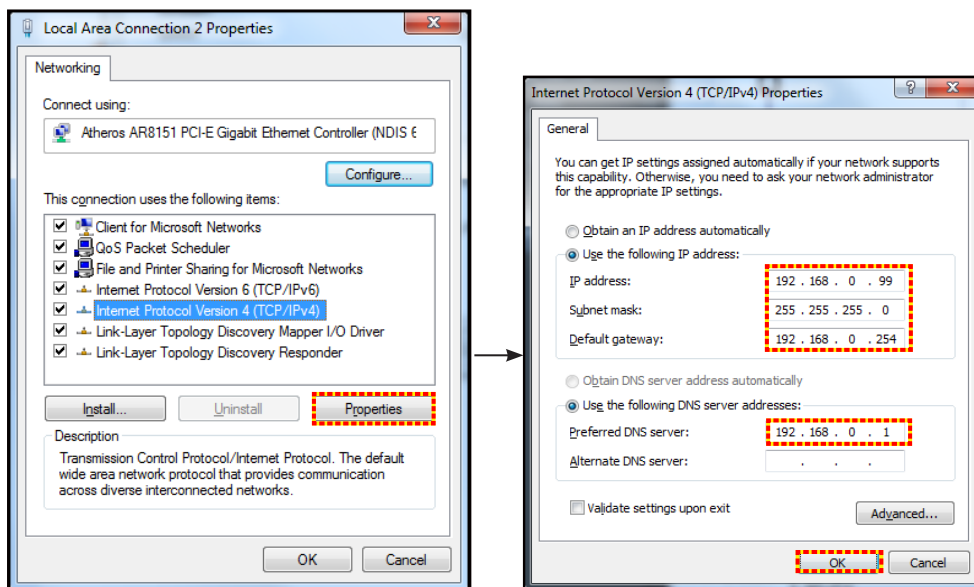 Local Area Connection 2 Properties
Networking
Connect using:
Atheros AR8151 PCI-E Gigabit Ethernet Controller (NDIS 6
Configure...
This connection uses the following items:
Client for Microsoft Networks
QoS Packet Scheduler
File and Printer Sharing for Microsoft Networks
Internet Protocol Version 6 (TCP/IPv6)
Internet Protocol Version 4 (TCP/IPv4)
Link-Layer Topology Discovery Mapper I/O Driver
Link-Layer Topology Discovery Responder
Install...
Uninstall
Properties
Description
Transmission Control Protocol/Internet Protocol. The default
wide area network protocol that provides communication
across diverse interconnected networks.
OK
Cancel
Internet Protocol Version 4 (TCP/IPv4) Properties
General
You can get IP settings assigned automatically if your network supports
this capability. Otherwise, you need to ask your network administrator
for the appropriate IP settings.
Obtain an IP address automatically
Use the following IP address:
IP address: 192 . 168 . 0 . 99
Subnet mask: 255 . 255 . 255 . 0
Default gateway: 192 . 168 . 0 . 254
Obtain DNS server address automatically
Use the following DNS server addresses:
Preferred DNS server: 192 . 168 . 0 . 1
Alternate DNS server: . . .
Validate settings upon exit
Advanced...
OK
Cancel